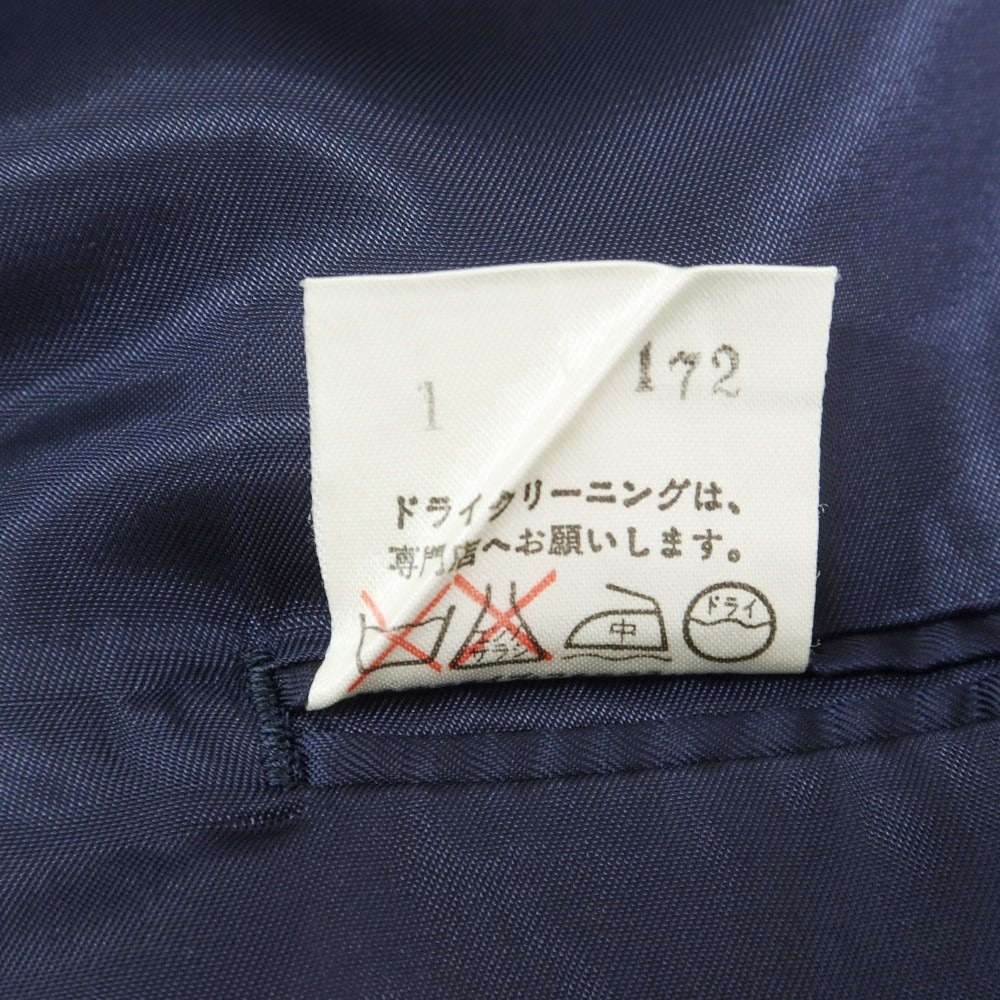 1 172
ドライクリーニングは、
専門店へお願いします。
中 ドライ